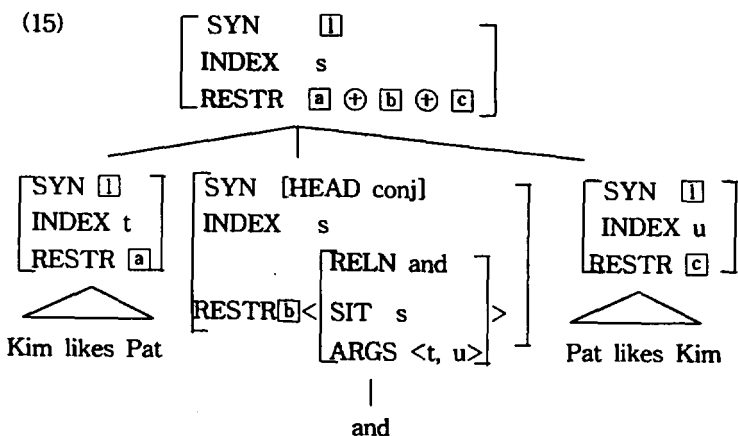 (15)
SYN 1
INDEX s
RESTR a ⊕ b ⊕ c
SYN 1
INDEX t
RESTR a
Kim likes Pat
SYN [HEAD conj]
INDEX s
RESTR b < RELN and
SIT s
ARGS <t, u> >
and
SYN 1
INDEX u
RESTR c
Pat likes Kim